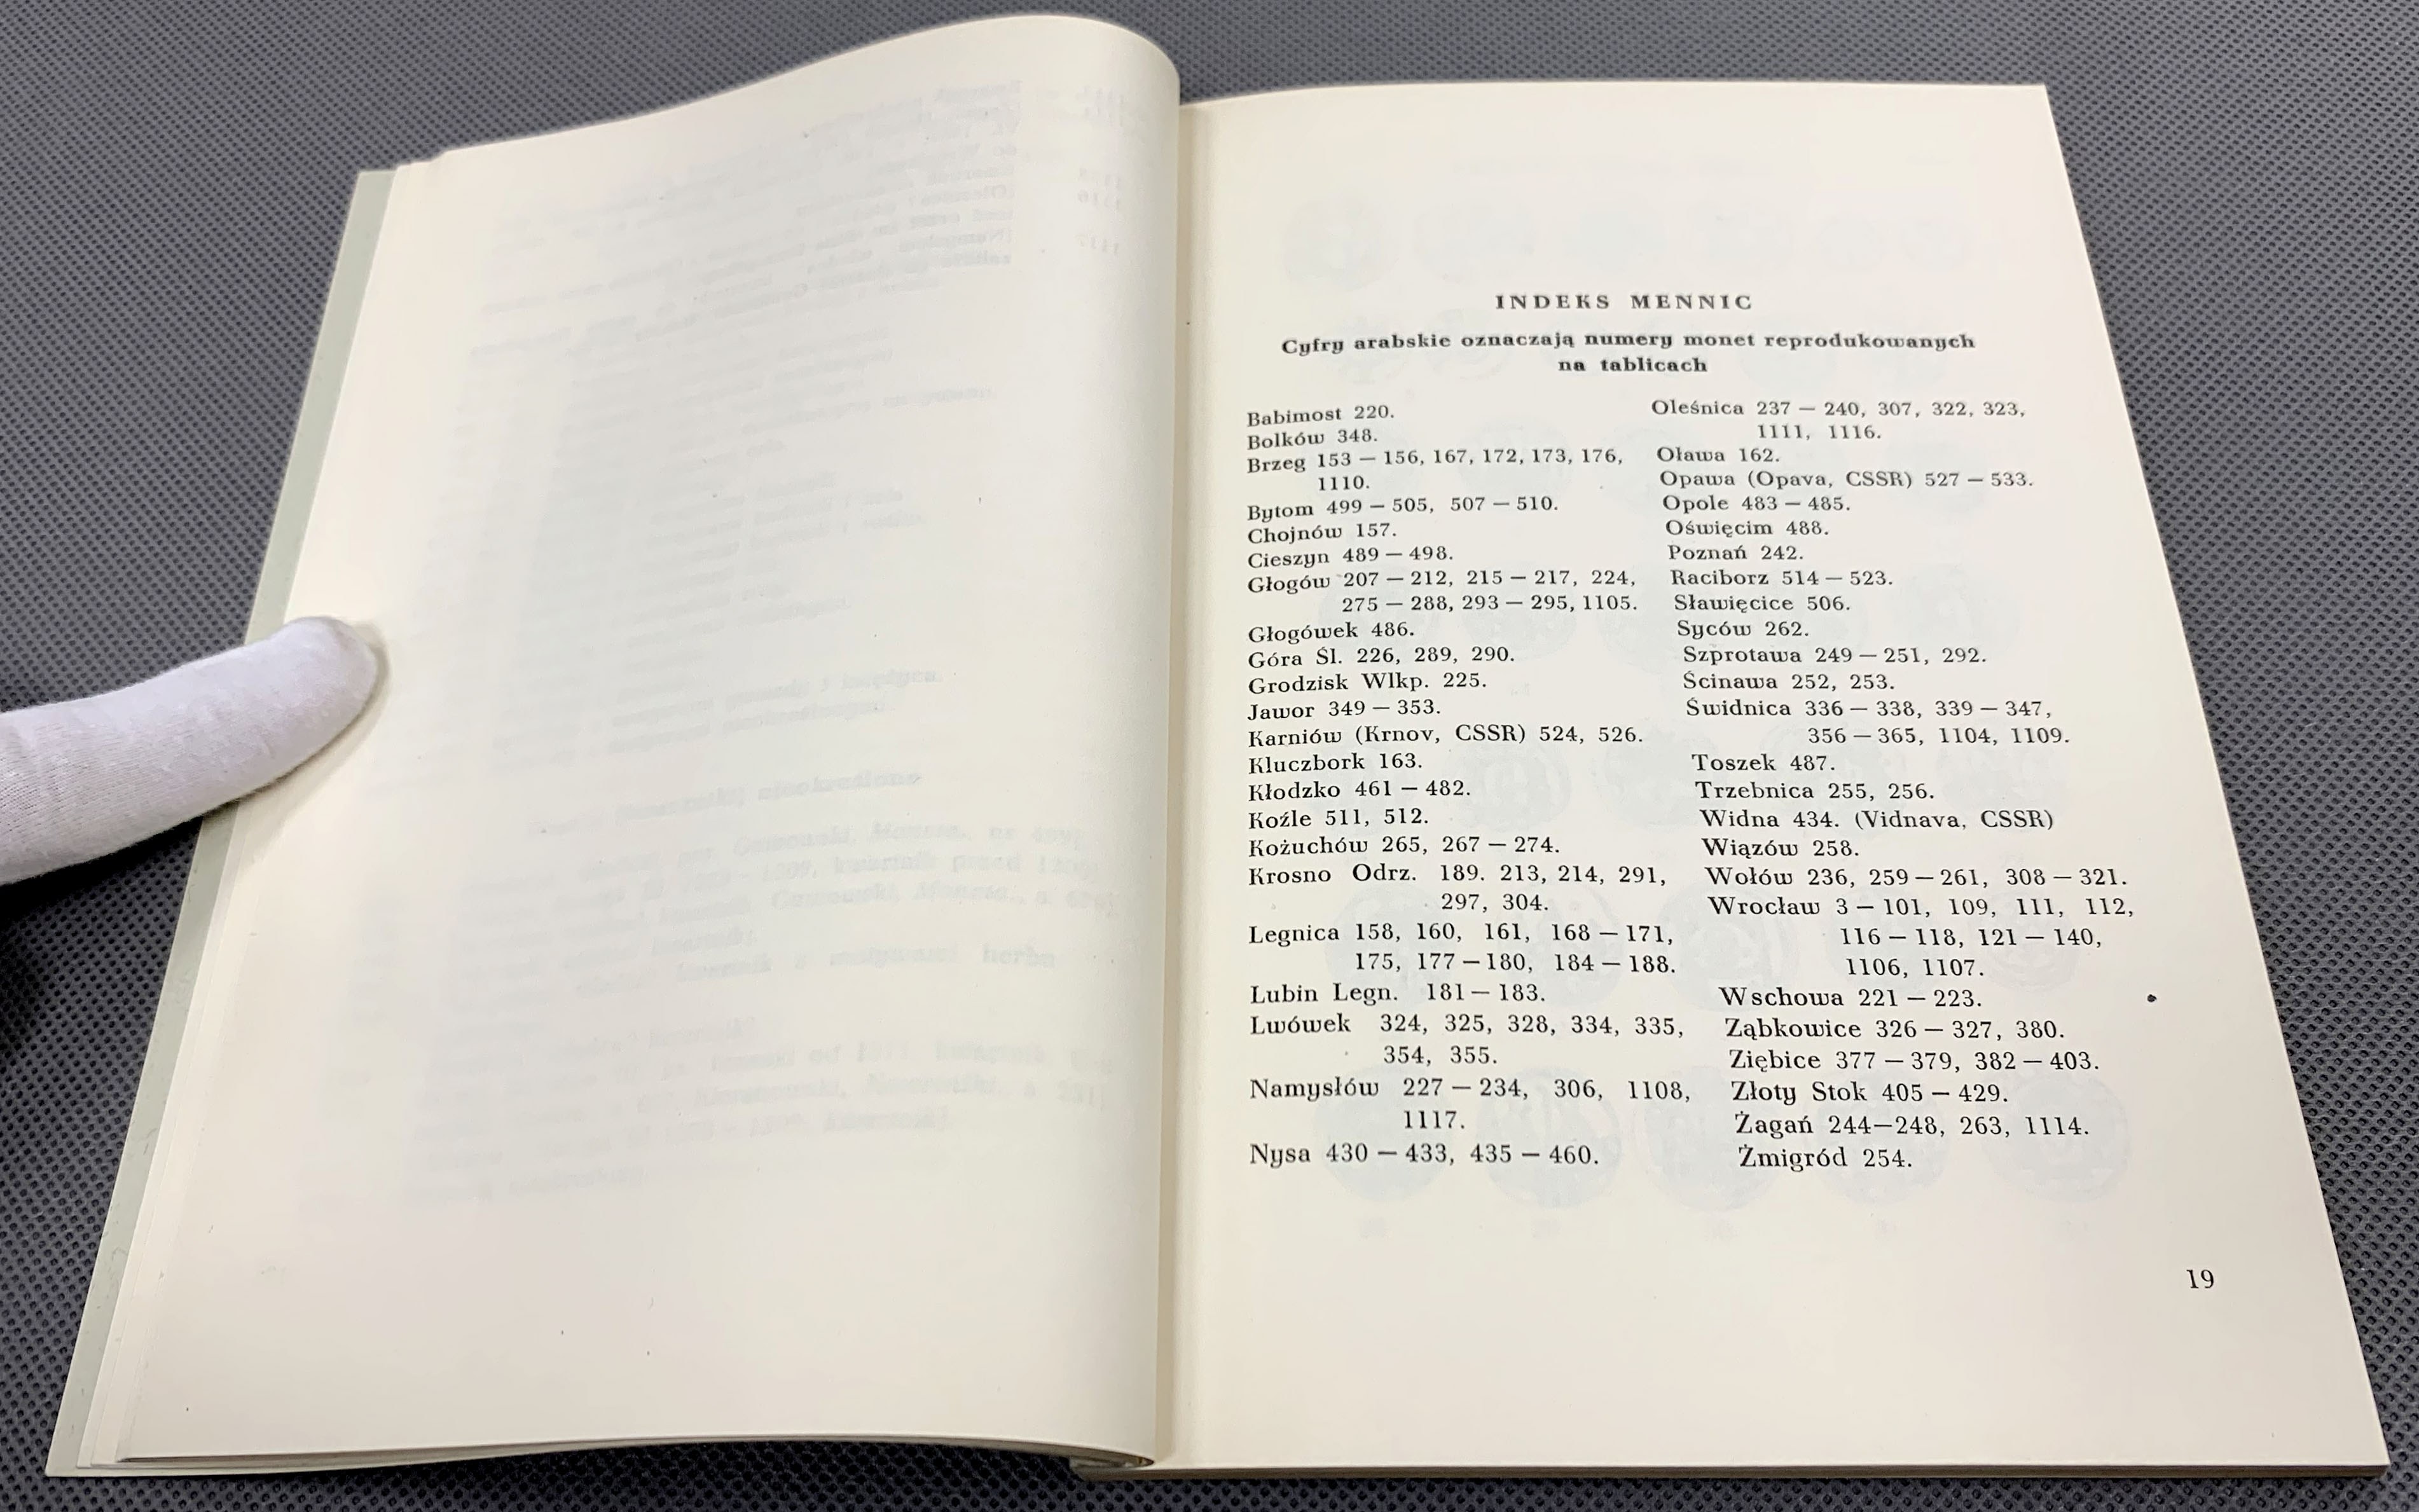 INDEKS MENNIC
Cyfry arabskie oznaczają numery monet reprodukowanych
na tablicach
Babimost 220.
Bolków 348.
Brzeg 153 — 156, 167, 172, 173, 176,
1110.
Bytom 499 — 505, 507 — 510.
Chojnów 157.
Cieszyn 489 — 498.
Głogów 207 — 212, 215 — 217, 224,
275 — 288, 293 — 295, 1105.
Głogówek 486.
Góra Śl. 226, 289, 290.
Grodzisk Wlkp. 225.
Jawor 349 — 353.
Karniów (Krnov, CSSR) 524, 526.
Kluczbork 163.
Kłodzko 461 — 482.
Koźle 511, 512.
Kożuchów 265, 267 — 274.
Krosno Odrz. 189. 213, 214, 291,
297, 304.
Legnica 158, 160, 161, 168 — 171,
175, 177 — 180, 184 — 188.
Lubin Legn. 181 — 183.
Lwówek 324, 325, 328, 334, 335,
354, 355.
Namysłów 227 — 234, 306, 1108,
1117.
Nysa 430 — 433, 435 — 460.
Oleśnica 237 — 240, 307, 322, 323,
1111, 1116.
Oława 162.
Opawa (Opava, CSSR) 527 — 533.
Opole 483 — 485.
Oświęcim 488.
Poznań 242.
Raciborz 514 — 523.
Sławięcice 506.
Syców 262.
Szprotawa 249 — 251, 292.
Ścinawa 252, 253.
Świdnica 336 — 338, 339 — 347,
356 — 365, 1104, 1109.
Toszek 487.
Trzebnica 255, 256.
Widna 434. (Vidnava, CSSR)
Wiązów 258.
Wołów 236, 259 — 261, 308 — 321.
Wrocław 3 — 101, 109, 111, 112,
116 — 118, 121 — 140,
1106, 1107.
Wschowa 221 — 223.
Ząbkowice 326 — 327, 380.
Ziębice 377 — 379, 382 — 403.
Złoty Stok 405 — 429.
Żagań 244—248, 263, 1114.
Żmigród 254.
19